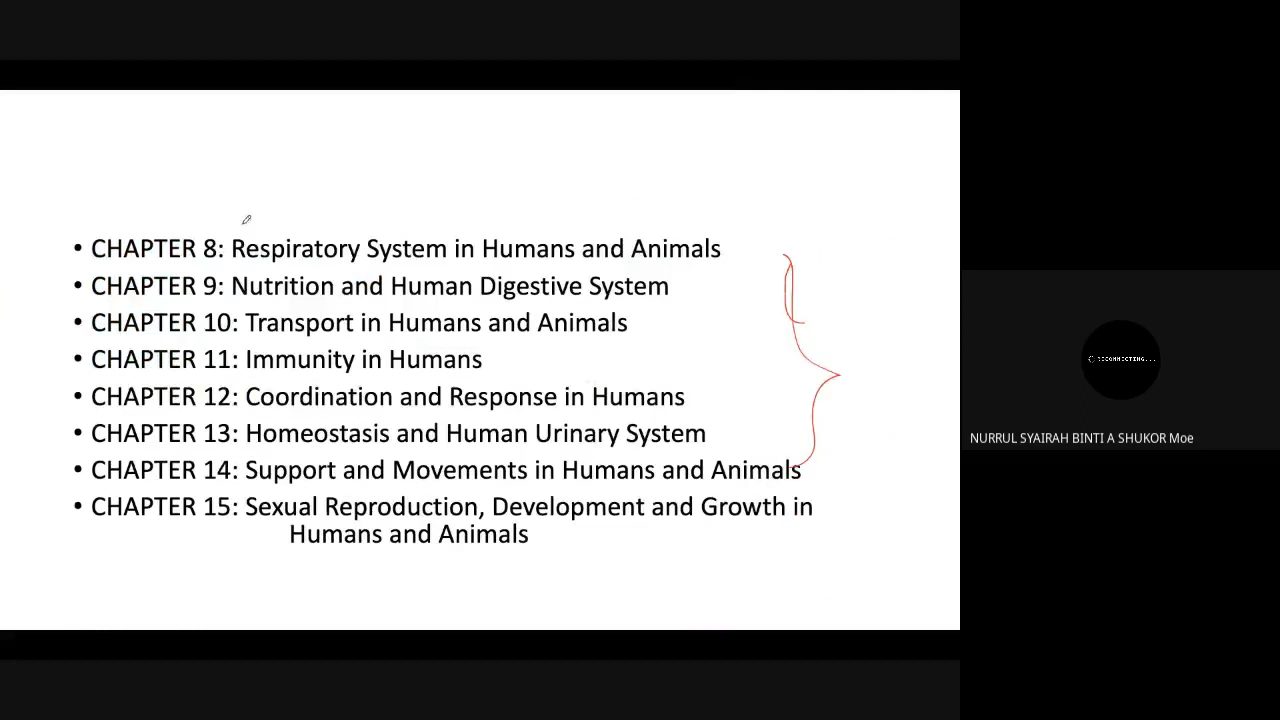 • CHAPTER 8: Respiratory System in Humans and Animals
• CHAPTER 9: Nutrition and Human Digestive System
• CHAPTER 10: Transport in Humans and Animals
• CHAPTER 11: Immunity in Humans
• CHAPTER 12: Coordination and Response in Humans
• CHAPTER 13: Homeostasis and Human Urinary System
• CHAPTER 14: Support and Movements in Humans and Animals
• CHAPTER 15: Sexual Reproduction, Development and Growth in
Humans and Animals
RECONNECTING...
NURRUL SYAIRAH BINTI A SHUKOR Moe